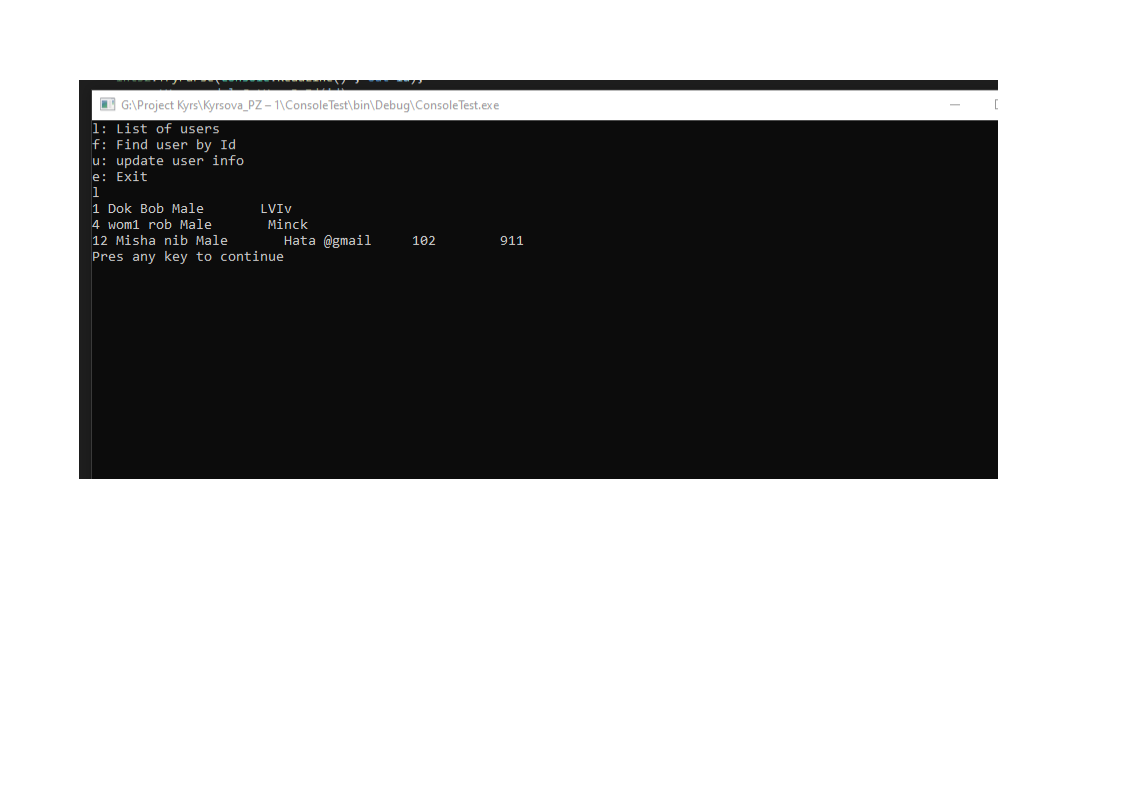 G:\Project Kyrs\Kyrsova_PZ – 1\ConsoleTest\bin\Debug\ConsoleTest.exe
l: List of users
f: Find user by Id
u: update user info
e: Exit
l
1 Dok Bob Male       LVIv
4 wom1 rob Male       Minck
12 Misha nib Male       Hata @gmail     102        911
Pres any key to continue